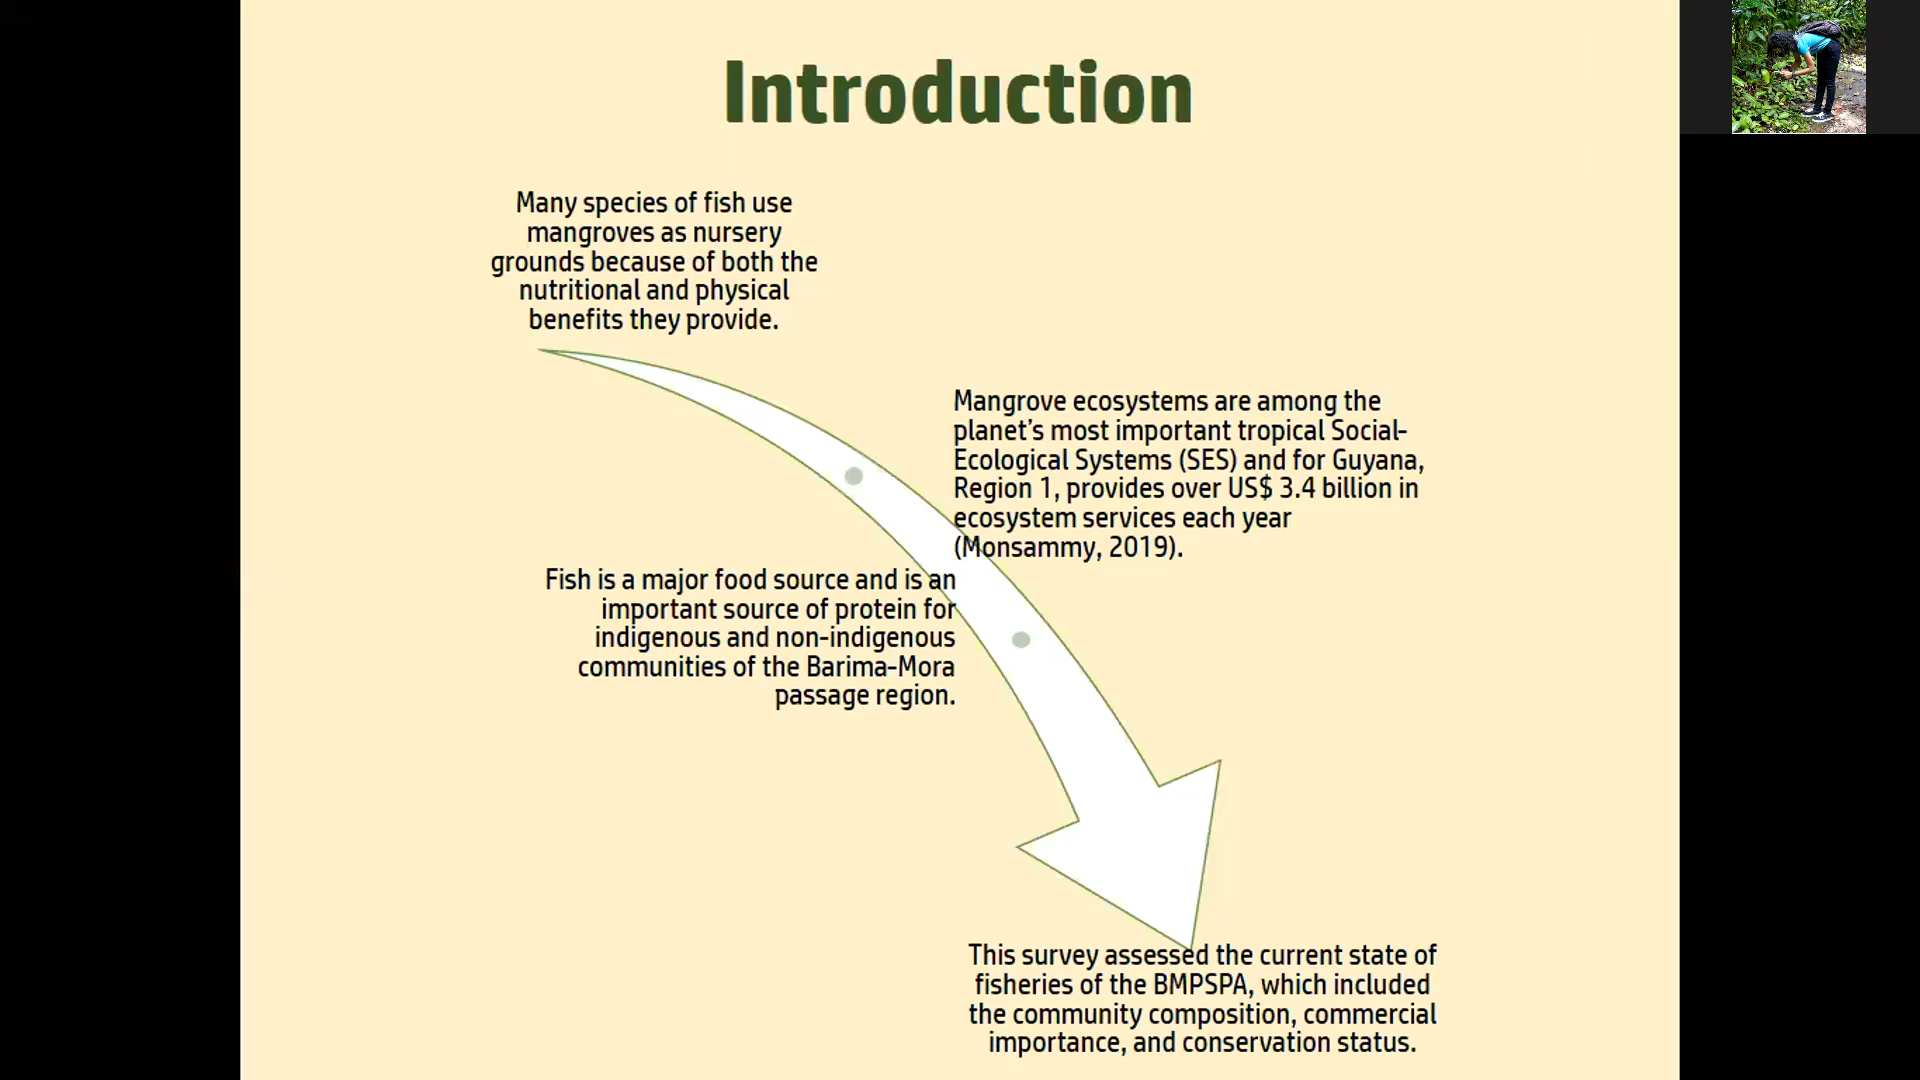 Introduction
Many species of fish use
mangroves as nursery
grounds because of both the
nutritional and physical
benefits they provide.
Mangrove ecosystems are among the
planet's most important tropical Social-
Ecological Systems (SES) and for Guyana,
Region 1, provides over US$ 3.4 billion in
ecosystem services each year
(Monsammy, 2019).
Fish is a major food source and is an
important source of protein for
indigenous and non-indigenous
communities of the Barima-Mora
passage region.
This survey assessed the current state of
fisheries of the BMPSPA, which included
the community composition, commercial
importance, and conservation status.